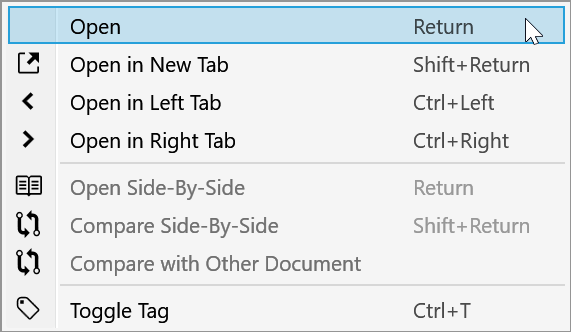 Open Return
Open in New Tab Shift+Return
Open in Left Tab Ctrl+Left
Open in Right Tab Ctrl+Right
Open Side-By-Side Return
Compare Side-By-Side Shift+Return
Compare with Other Document
Toggle Tag Ctrl+T